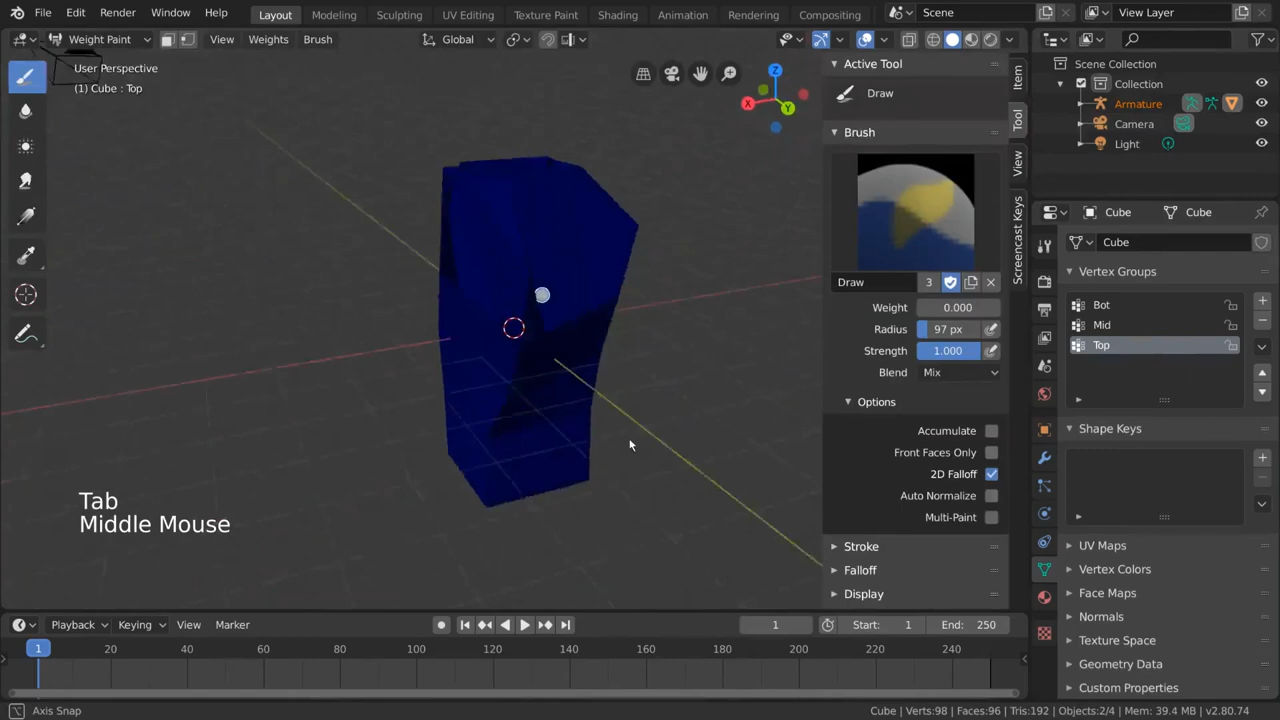 File Edit Render Window Help Layout Modeling Sculpting UV Editing Texture Paint Shading Animation Rendering Compositing Scene View Layer
Weight Paint View Weights Brush Global
User Perspective
(1) Cube : Top
Active Tool
Draw
Brush
Draw 3
Weight 0.000
Radius 97 px
Strength 1.000
Blend Mix
Options
Accumulate
Front Faces Only
2D Falloff
Auto Normalize
Multi-Paint
Stroke
Falloff
Display
Item
Tool
View
Screencast Keys
X
Y
Z
Tab
Middle Mouse
Scene Collection
Collection
Armature
Camera
Light
Cube Cube
Cube
Vertex Groups
Bot
Mid
Top
Shape Keys
UV Maps
Vertex Colors
Face Maps
Normals
Texture Space
Geometry Data
Custom Properties
Playback Keying View Marker 1 Start: 1 End: 250
1 20 40 60 80 100 120 140 160 180 200 220 240
Axis Snap
Cube | Verts:98 | Faces:96 | Tris:192 | Objects:2/4 | Mem: 39.4 MB | v2.80.74